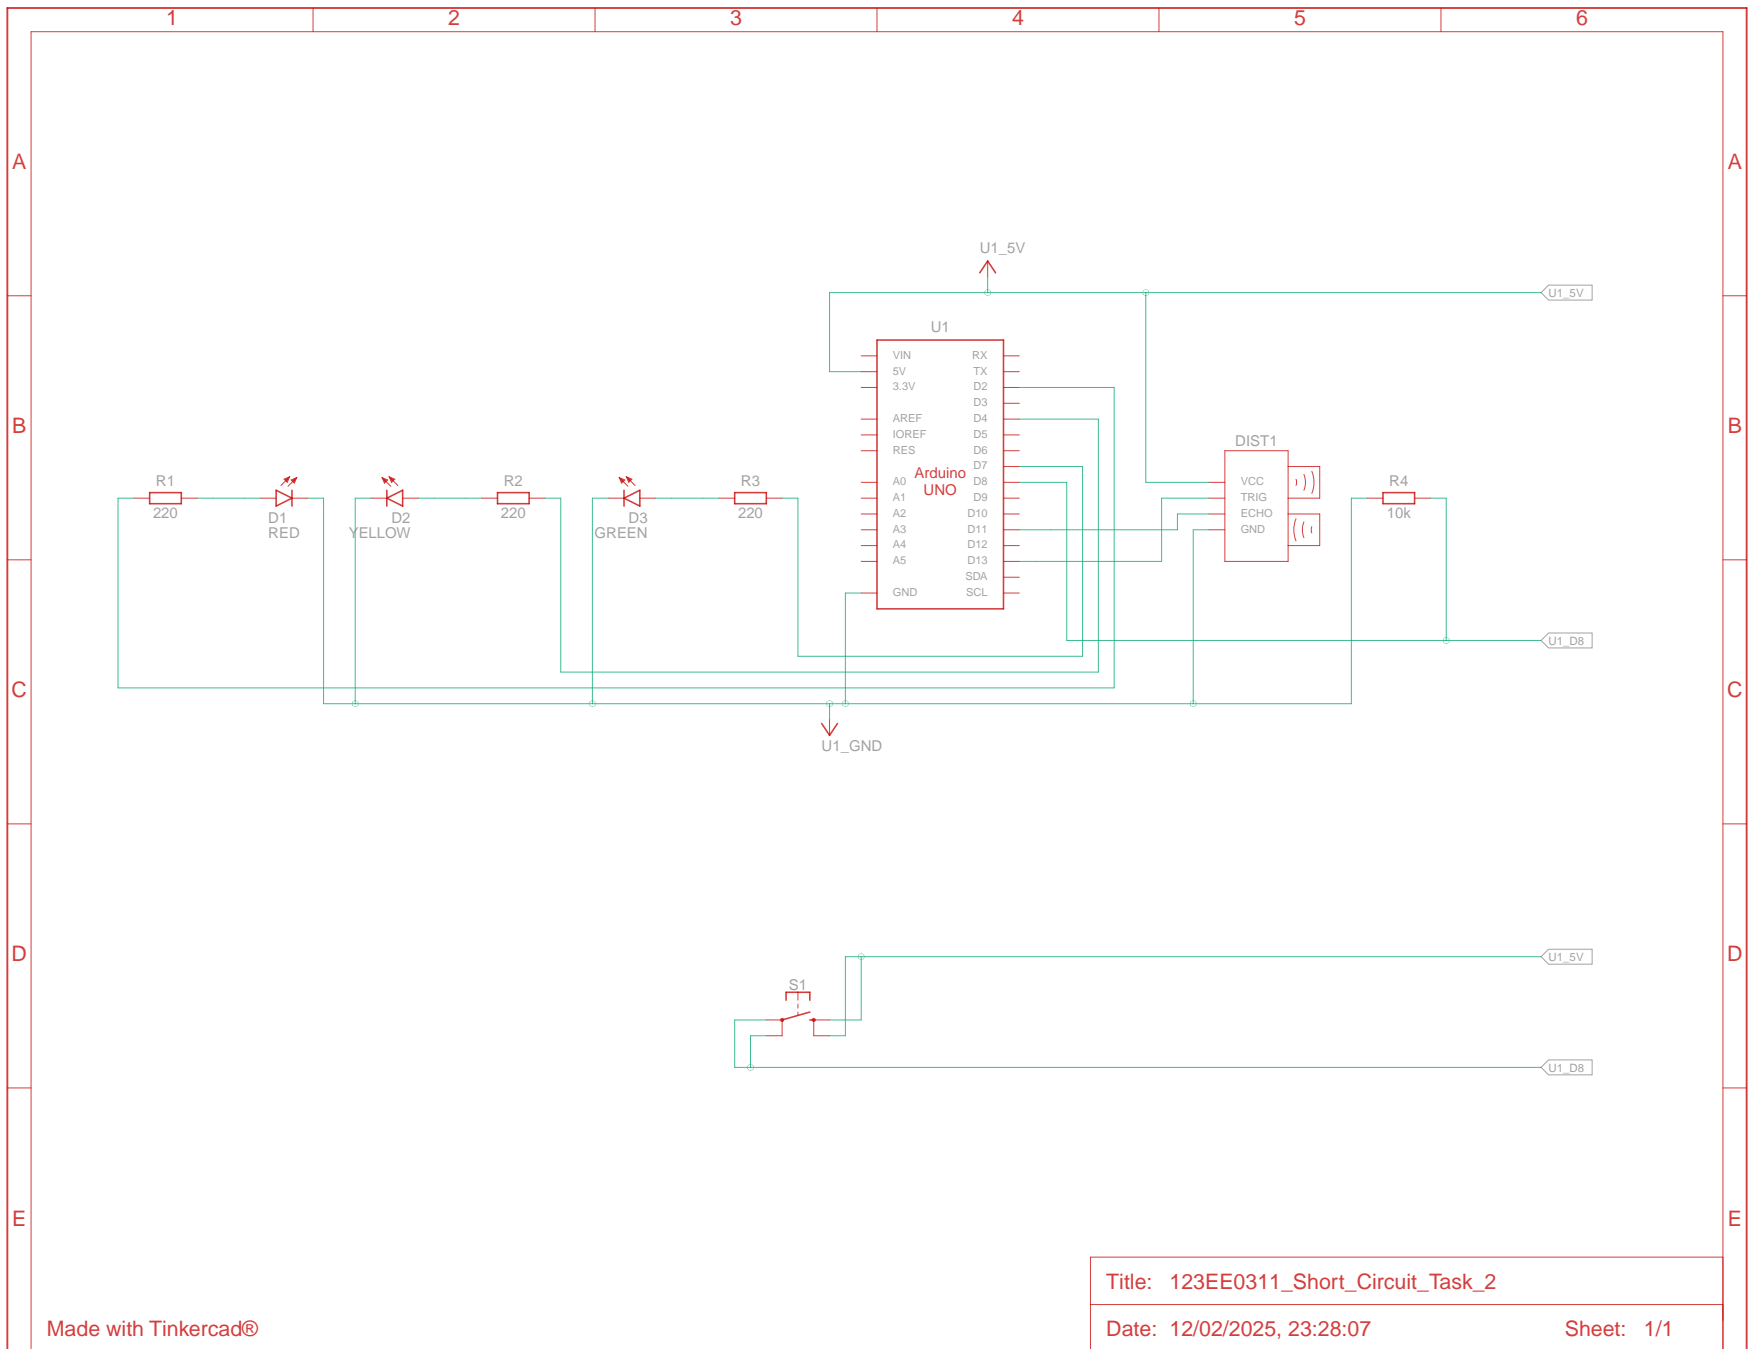 1 2 3 4 5 6
A A
U1_5V
U1_5V
U1
VIN RX
5V TX
3.3V D2
D3
AREF D4
B B
IOREF D5
DIST1
RES D6
D7
Arduino
UNO
R1 R2 R3 A0 D8 VCC R4
A1 D9 TRIG
220 220 220 A2 D10 ECHO 10k
D1 D2 D3
RED YELLOW GREEN A3 D11 GND
A4 D12
A5 D13
SDA
GND SCL
U1_D8
C C
U1_GND
D D
U1_5V
S1
U1_D8
E E
Title: 123EE0311_Short_Circuit_Task_2
Made with Tinkercad®
Date: 12/02/2025, 23:28:07 Sheet: 1/1